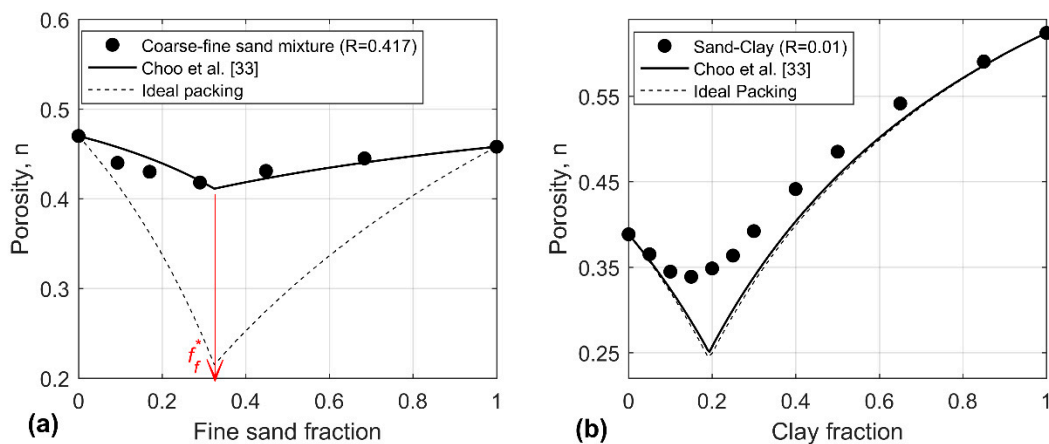 0.6
0.5
0.4
0.3
0.2
Porosity, n
Coarse-fine sand mixture (R=0.417)
Choo et al. [33]
Ideal packing
f*f
0
0.2
0.4
0.6
0.8
1
(a)
Fine sand fraction
0.55
0.45
0.35
0.25
Porosity, n
Sand-Clay (R=0.01)
Choo et al. [33]
Ideal Packing
0
0.2
0.4
0.6
0.8
1
(b)
Clay fraction